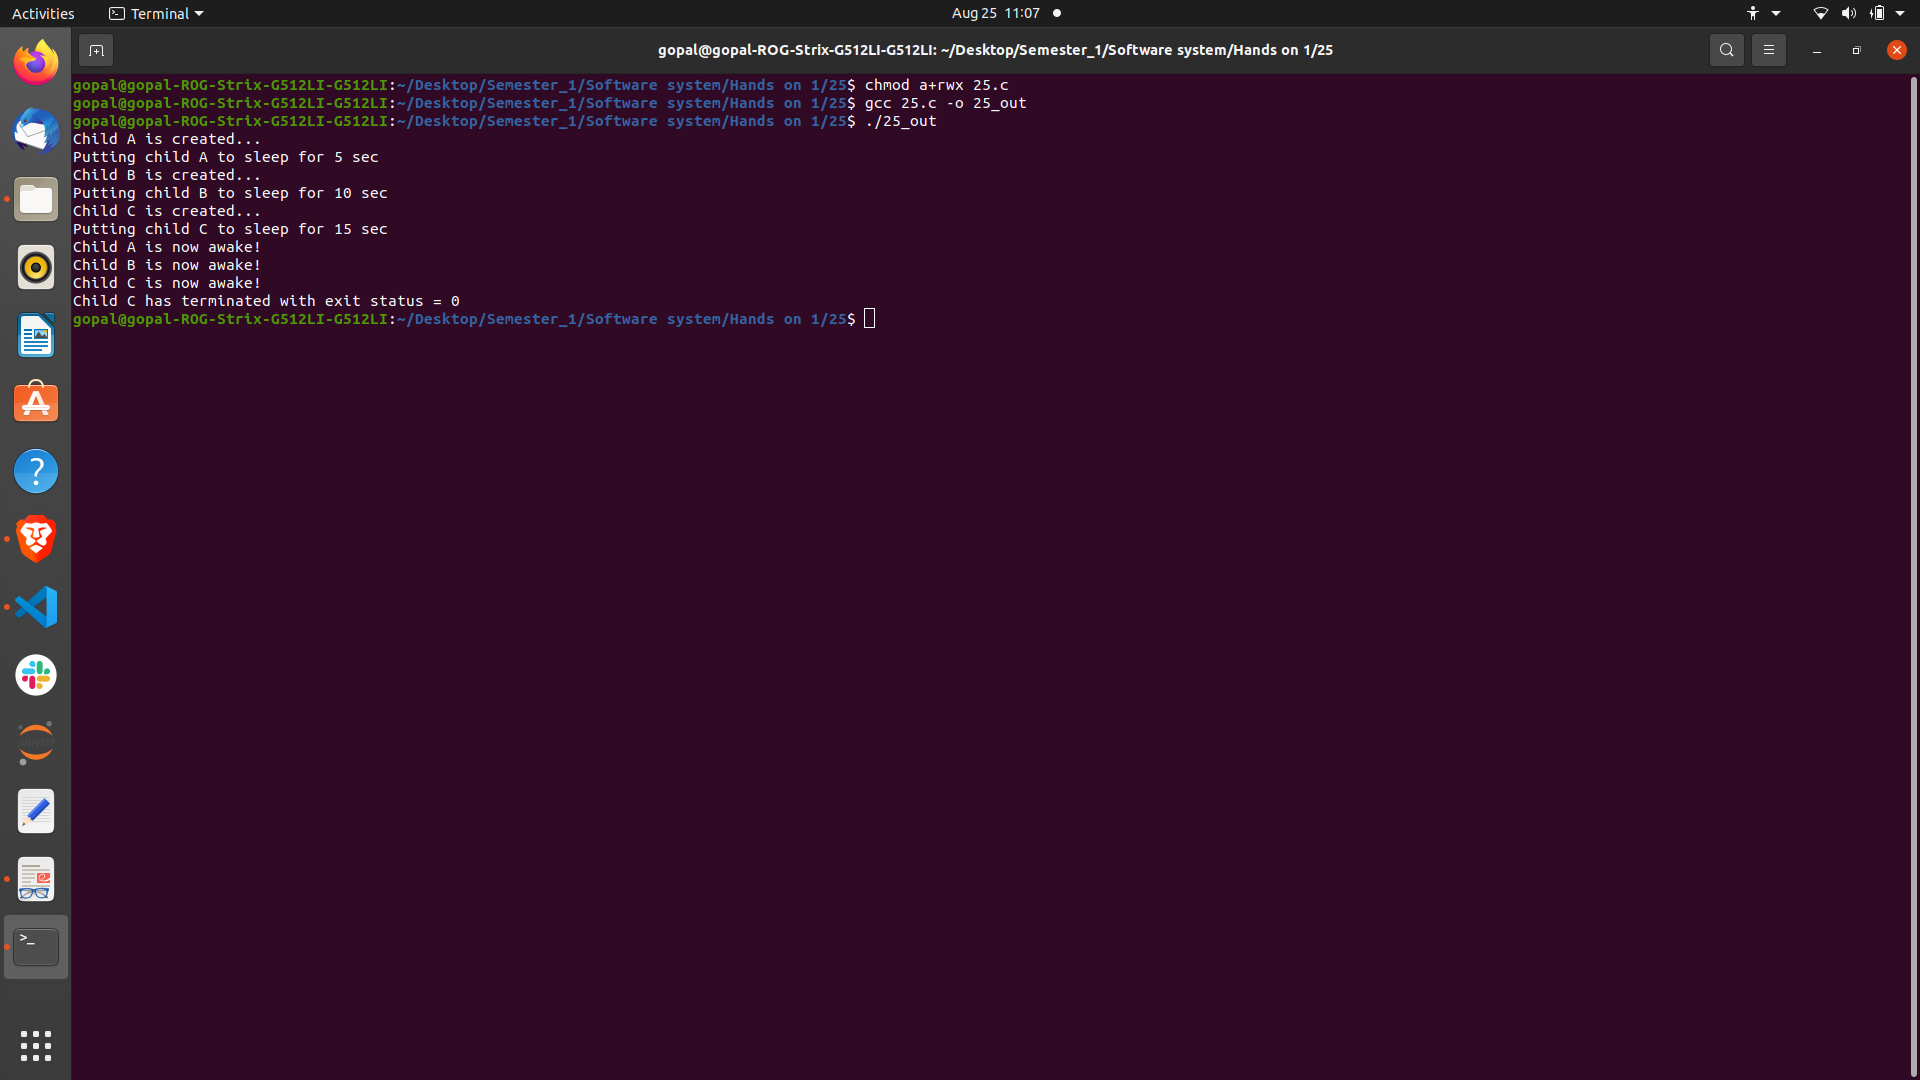 Activities
Terminal
Aug 25 11:07
gopal@gopal-ROG-Strix-G512LI-G512LI: ~/Desktop/Semester_1/Software system/Hands on 1/25
gopal@gopal-ROG-Strix-G512LI-G512LI:~/Desktop/Semester_1/Software system/Hands on 1/25$ chmod a+rwx 25.c
gopal@gopal-ROG-Strix-G512LI-G512LI:~/Desktop/Semester_1/Software system/Hands on 1/25$ gcc 25.c -o 25_out
gopal@gopal-ROG-Strix-G512LI-G512LI:~/Desktop/Semester_1/Software system/Hands on 1/25$ ./25_out
Child A is created...
Putting child A to sleep for 5 sec
Child B is created...
Putting child B to sleep for 10 sec
Child C is created...
Putting child C to sleep for 15 sec
Child A is now awake!
Child B is now awake!
Child C is now awake!
Child C has terminated with exit status = 0
gopal@gopal-ROG-Strix-G512LI-G512LI:~/Desktop/Semester_1/Software system/Hands on 1/25$